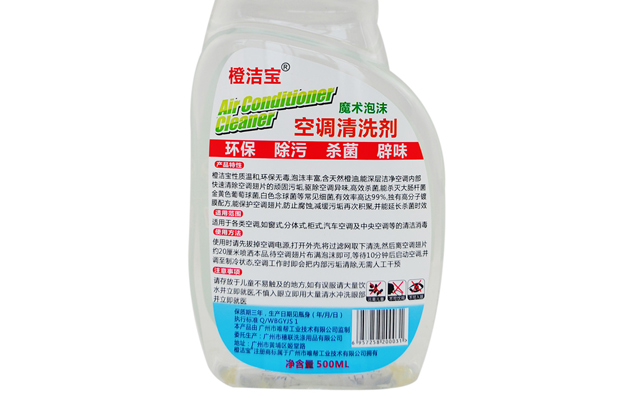 橙洁宝®
Air Conditioner
Cleaner
魔术泡沫
空调清洗剂
环保 除污 杀菌 辟味
产品特性
橙洁宝性质温和,环保无毒,泡沫丰富,含天然橙油,能深层洁净空调内部
快速清除空调翅片的顽固污垢,驱除空调异味,高效杀菌,能杀灭大肠杆菌
金黄色葡萄球菌,白色念球菌等常见细菌,有效率高达99%,独有高分子镀
膜配方,能保护空调翅片,防止腐蚀,减缓污垢再次积聚,并能延长杀菌时效
适用范围
适用于各类空调,如窗式,分体式,柜式,汽车空调及中央空调等的清洁消毒
使用方法
使用时请先拔掉空调电源,打开外壳,将过滤网取下清洗,然后离空调翅片
约20厘米喷洒本品,待空调翅片布满泡沫即可,等待10分钟后启动空调,并
调至制冷状态,空调工作时即会把内部污垢清除,无需人工干预
注意事项
请存放于儿童不易触及的地方,如有误服请大量饮
水并立即就医,不慎入眼立即用大量清水冲洗眼部
并立即就医
保质期三年,生产日期见瓶身(年/月/日)
执行标准 Q/WBGYJS 1
本产品由广州市唯帮工业技术有限公司监制
委托生产:广州市
地址:广州市黄埔区
橙洁宝®注册商标属于广州市唯帮工业技术有限公司拥有
净含量 500ML